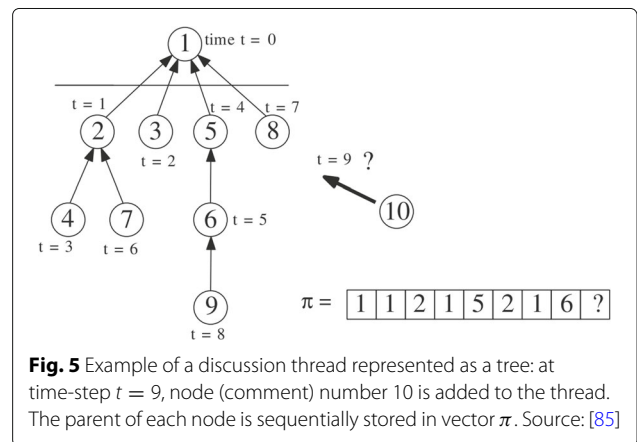 1 time t = 0
t = 1 t = 4 t = 7
2 3 5 8
t = 2
t = 9 ?
10
4 7 6 t = 5
t = 3 t = 6
9
t = 8
π = 1 1 2 1 5 2 1 6 ?
Fig. 5 Example of a discussion thread represented as a tree: at
time-step t = 9, node (comment) number 10 is added to the thread.
The parent of each node is sequentially stored in vector π. Source: [85]